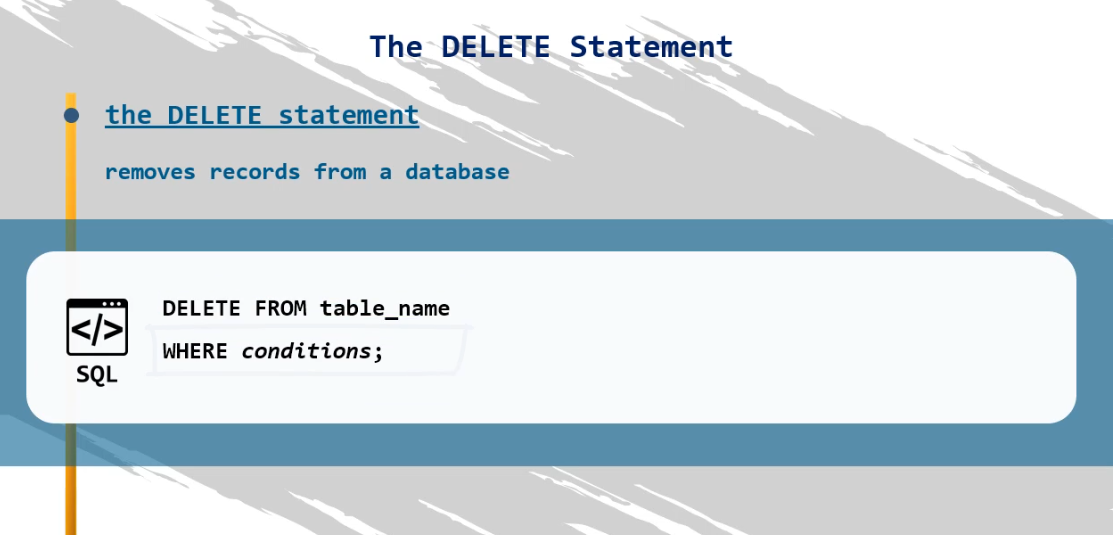 The DELETE Statement
the DELETE statement
removes records from a database
DELETE FROM table_name
WHERE conditions;
</>
SQL